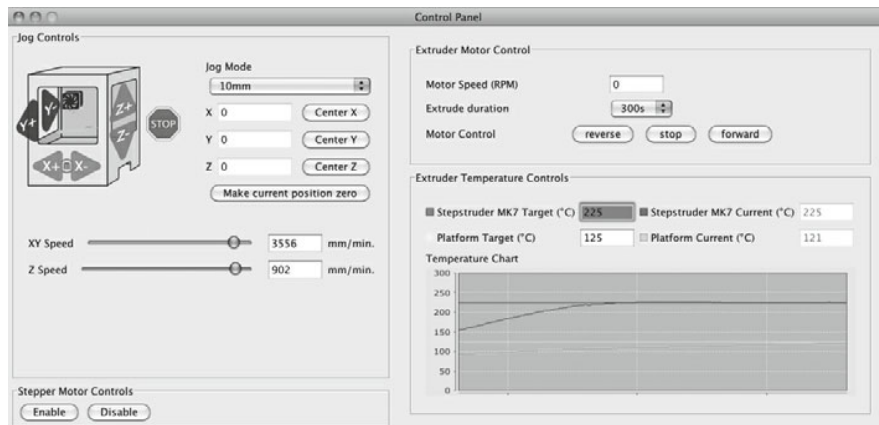 Control Panel
Jog Controls
Jog Mode
10mm
X 0 Center X
Y 0 Center Y
Z 0 Center Z
Make current position zero
Y+ Y- Z+ Z- X+ X-
STOP
XY Speed 3556 mm/min.
Z Speed 902 mm/min.
Stepper Motor Controls
Enable Disable
Extruder Motor Control
Motor Speed (RPM) 0
Extrude duration 300s
Motor Control reverse stop forward
Extruder Temperature Controls
Stepstruder MK7 Target (°C) 225 Stepstruder MK7 Current (°C) 225
Platform Target (°C) 125 Platform Current (°C) 121
Temperature Chart
300
250
200
150
100
50
0